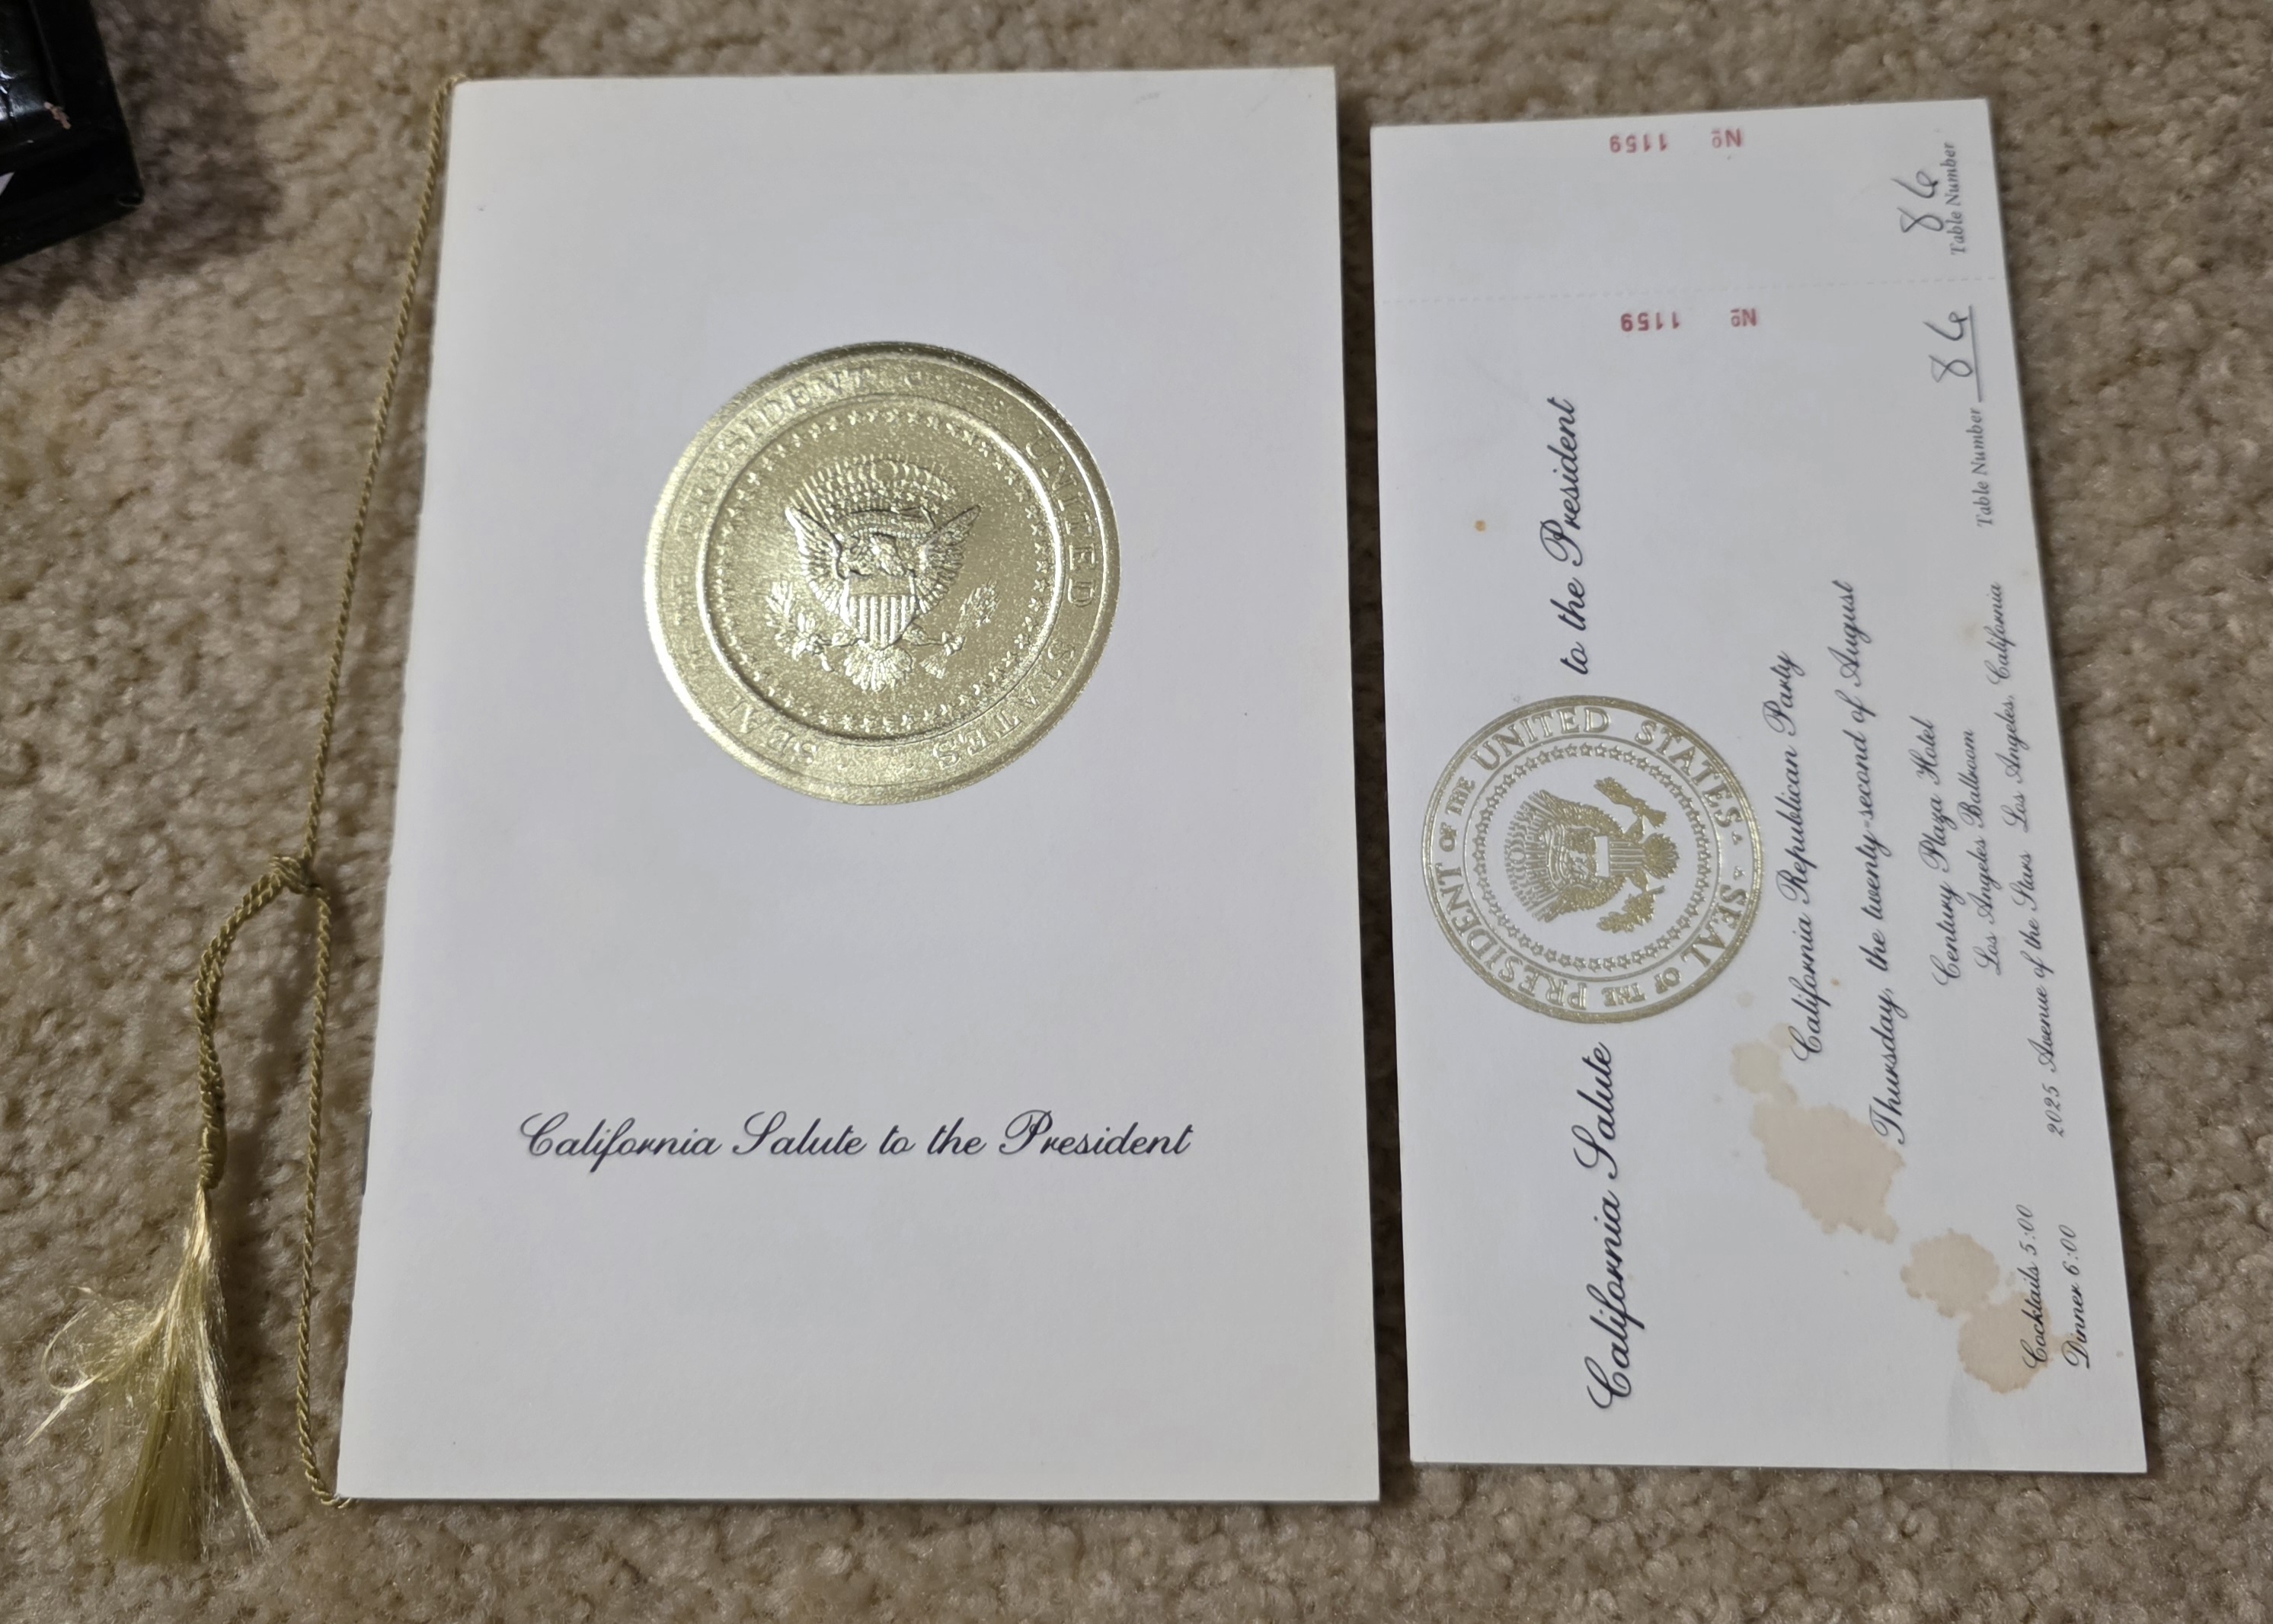 SEAL OF THE PRESIDENT OF THE UNITED STATES
California Salute to the President
California Salute to the President
SEAL OF THE PRESIDENT OF THE UNITED STATES
California Republican Party
Thursday, the twenty-second of August
Century Plaza Hotel
Los Angeles Ballroom
2025 Avenue of the Stars Los Angeles, California
Cocktails 5:00
Dinner 6:00
Table Number 86
Nº 1159
Nº 1159
86
Table Number